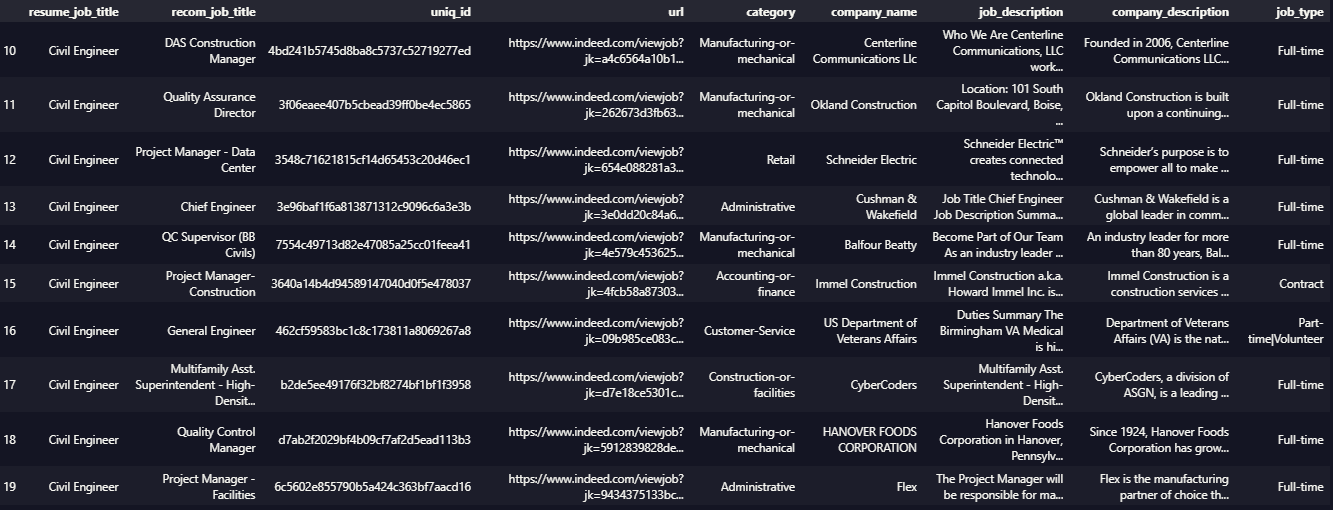 resume_job_title recom_job_title uniq_id url category company_name job_description company_description job_type
10 Civil Engineer DAS Construction Manager 4bd241b5745d8ba8c5737c52719277ed https://www.indeed.com/viewjob?jk=a4c6564a10b1... Manufacturing-or-mechanical Centerline Communications Llc Who We Are Centerline Communications, LLC work... Founded in 2006, Centerline Communications LLC... Full-time
11 Civil Engineer Quality Assurance Director 3f06eaee407b5cbead39ff0be4ec5865 https://www.indeed.com/viewjob?jk=262673d3fb63... Manufacturing-or-mechanical Okland Construction Location: 101 South Capitol Boulevard, Boise, ... Okland Construction is built upon a continuing... Full-time
12 Civil Engineer Project Manager - Data Center 3548c71621815cf14d65453c20d46ec1 https://www.indeed.com/viewjob?jk=654e088281a3... Retail Schneider Electric Schneider Electric™ creates connected technolo... Schneider's purpose is to empower all to make ... Full-time
13 Civil Engineer Chief Engineer 3e96baf1f6a813871312c9096c6a3e3b https://www.indeed.com/viewjob?jk=3e0dd20c84a6... Administrative Cushman & Wakefield Job Title Chief Engineer Job Description Summa... Cushman & Wakefield is a global leader in comm... Full-time
14 Civil Engineer QC Supervisor (BB Civils) 7554c49713d82e47085a25cc01feea41 https://www.indeed.com/viewjob?jk=4e579c453625... Manufacturing-or-mechanical Balfour Beatty Become Part of Our Team As an industry leader ... An industry leader for more than 80 years, Bal... Full-time
15 Civil Engineer Project Manager-Construction 3640a14b4d94589147040d0f5e478037 https://www.indeed.com/viewjob?jk=4fcb58a87303... Accounting-or-finance Immel Construction Immel Construction a.k.a. Howard Immel Inc. is... Immel Construction is a construction services ... Contract
16 Civil Engineer General Engineer 462cf59583bc1c8c173811a8069267a8 https://www.indeed.com/viewjob?jk=09b985ce083c... Customer-Service US Department of Veterans Affairs Duties Summary The Birmingham VA Medical is hi... Department of Veterans Affairs (VA) is the nat... Part-time|Volunteer
17 Civil Engineer Multifamily Asst. Superintendent - High-Densit... b2de5ee49176f32bf8274bf1bf1f3958 https://www.indeed.com/viewjob?jk=d7e18ce5301c... Construction-or-facilities CyberCoders Multifamily Asst. Superintendent - High-Densit... CyberCoders, a division of ASGN, is a leading ... Full-time
18 Civil Engineer Quality Control Manager d7ab2f2029bf4b09cf7af2d5ead113b3 https://www.indeed.com/viewjob?jk=5912839828de... Manufacturing-or-mechanical HANOVER FOODS CORPORATION Hanover Foods Corporation in Hanover, Pennsylv... Since 1924, Hanover Foods Corporation has grow... Full-time
19 Civil Engineer Project Manager - Facilities 6c5602e855790b5a424c363bf7aacd16 https://www.indeed.com/viewjob?jk=9434375133bc... Administrative Flex The Project Manager will be responsible for ma... Flex is the manufacturing partner of choice th... Full-time